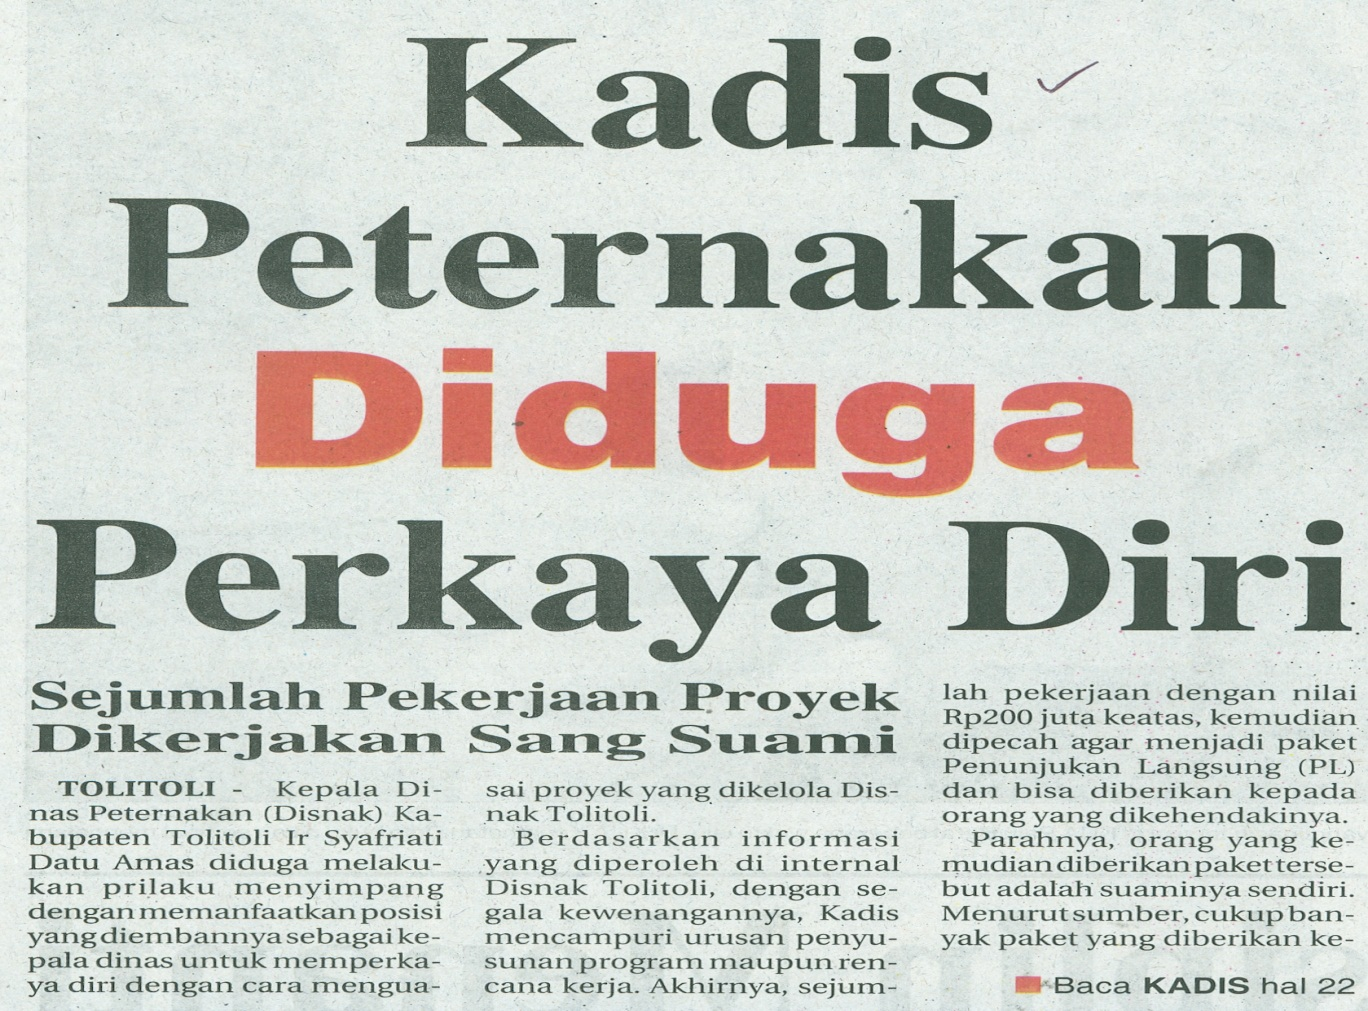 Kadis
Peternakan
Diduga
Perkaya Diri
Sejumlah Pekerjaan Proyek
Dikerjakan Sang Suami
TOLITOLI - Kepala Di-
nas Peternakan (Disnak) Ka-
bupaten Tolitoli Ir Syafriati
Datu Amas diduga melaku-
kan prilaku menyimpang
dengan memanfaatkan posisi
yang diembannya sebagai ke-
pala dinas untuk memperka-
ya diri dengan cara mengua-
sai proyek yang dikelola Dis-
nak Tolitoli.
Berdasarkan informasi
yang diperoleh di internal
Disnak Tolitoli, dengan se-
gala kewenangannya, Kadis
mencampuri urusan penyu-
sunan program maupun ren-
cana kerja. Akhirnya, sejum-
lah pekerjaan dengan nilai
Rp200 juta keatas, kemudian
dipecah agar menjadi paket
Penunjukan Langsung (PL)
dan bisa diberikan kepada
orang yang dikehendakinya.
Parahnya, orang yang ke-
mudian diberikan paket terse-
but adalah suaminya sendiri.
Menurut sumber, cukup ban-
yak paket yang diberikan ke-
Baca KADIS hal 22